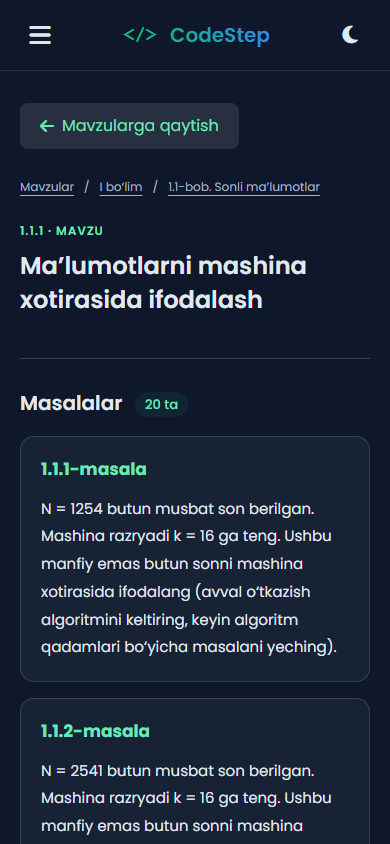 </> CodeStep
← Mavzularga qaytish
Mavzular / I bo‘lim / 1.1-bob. Sonli ma’lumotlar
1.1.1 · MAVZU
Ma’lumotlarni mashina
xotirasida ifodalash
Masalalar 20 ta
1.1.1-masala
N = 1254 butun musbat son berilgan.
Mashina razryadi k = 16 ga teng. Ushbu
manfiy emas butun sonni mashina
xotirasida ifodalang (avval o‘tkazish
algoritmini keltiring, keyin algoritm
qadamlari bo‘yicha masalani yeching).
1.1.2-masala
N = 2541 butun musbat son berilgan.
Mashina razryadi k = 16 ga teng. Ushbu
manfiy emas butun sonni mashina